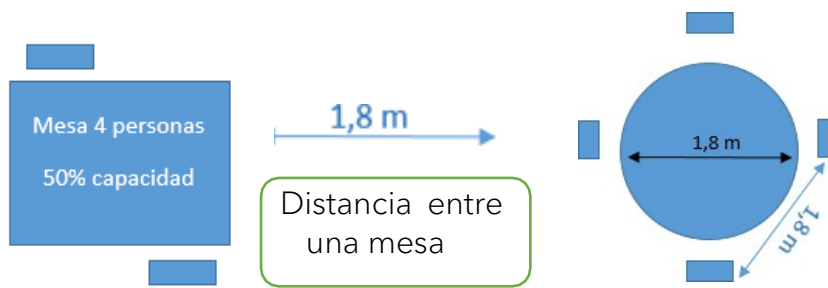 Mesa 4 personas
50% capacidad
1,8 m
Distancia entre
una mesa
1,8 m
1,8 m